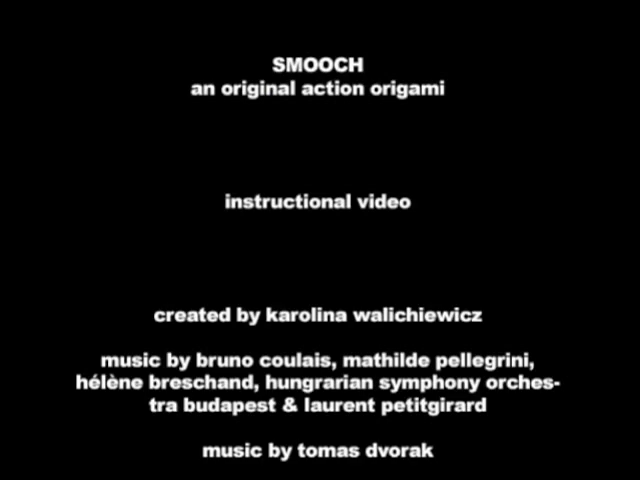 SMOOCH
an original action origami
instructional video
created by karolina walichiewicz
music by bruno coulais, mathilde pellegrini,
hélène breschand, hungrarian symphony orches-
tra budapest & laurent petitgirard
music by tomas dvorak